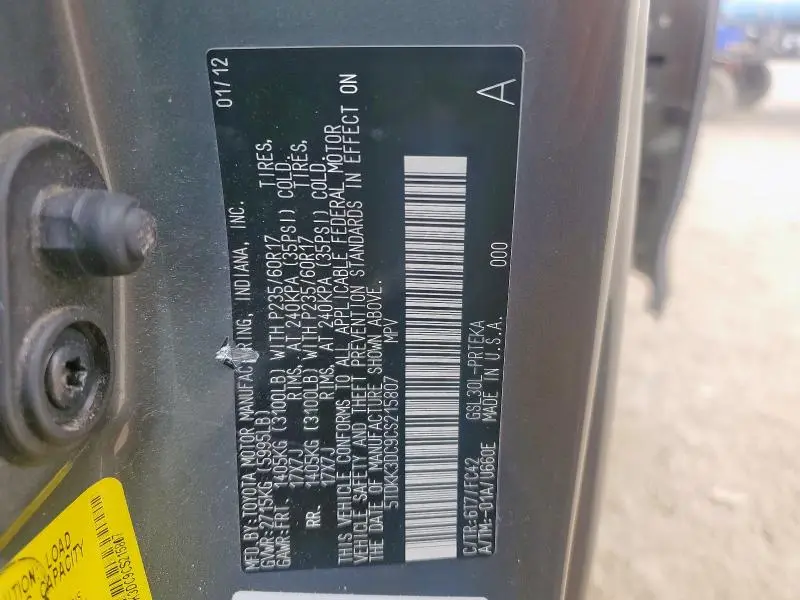 MFD.BY:TOYOTA MOTOR MANUFACTURING, INDIANA, INC. 01/12
GVWR:2715KG (5995LB)
GAWR:FRT. 1405KG (3100LB) WITH P235/60R17 TIRES,
17X7J RIMS, AT 240KPA (35PSI) COLD.
RR. 1405KG (3100LB) WITH P235/60R17 TIRES,
17X7J RIMS, AT 240KPA (35PSI) COLD.
THIS VEHICLE CONFORMS TO ALL APPLICABLE FEDERAL MOTOR
VEHICLE SAFETY AND THEFT PREVENTION STANDARDS IN EFFECT ON
THE DATE OF MANUFACTURE SHOWN ABOVE.
5TDKK3DC9CS215807 MPV
C/TR:6T7/FC42 GSL30L-PRTEKA
A/TM:-01A/U660E MADE IN U.S.A. 000 A
LOAD
CAPACITY